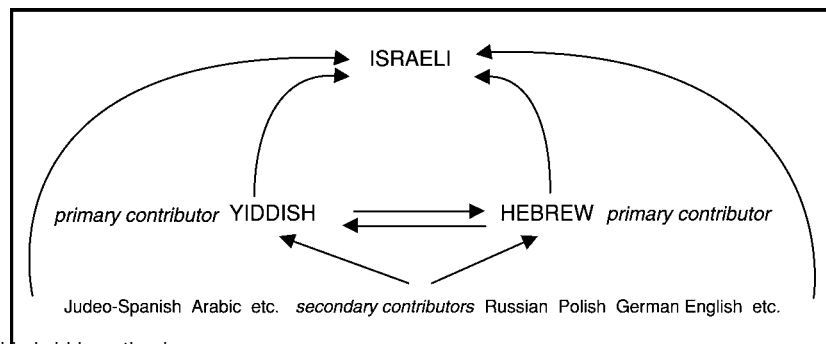 ISRAELI
primary contributor YIDDISH HEBREW primary contributor
Judeo-Spanish Arabic etc. secondary contributors Russian Polish German English etc.